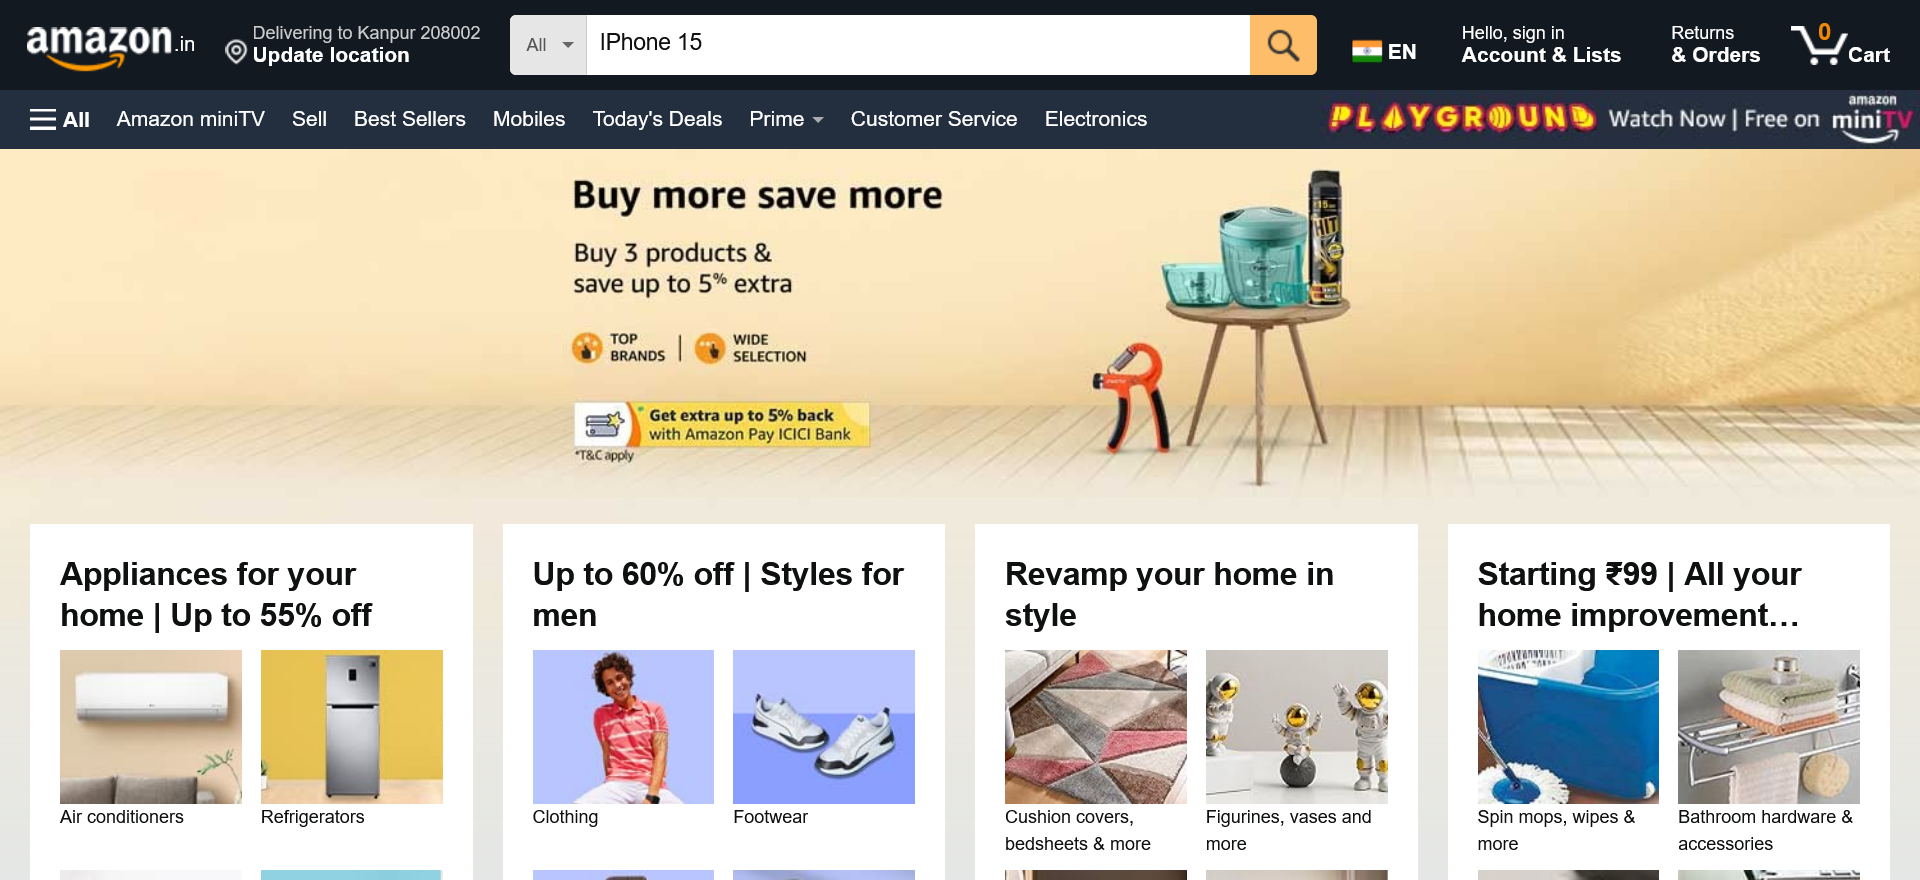 amazon.in
Delivering to Kanpur 208002
Update location
All
IPhone 15
EN
Hello, sign in
Account & Lists
Returns
& Orders
0
Cart
All
Amazon miniTV
Sell
Best Sellers
Mobiles
Today's Deals
Prime
Customer Service
Electronics
PLAYGROUND
Watch Now | Free on
amazon
miniTV
Buy more save more
Buy 3 products &
save up to 5% extra
TOP
BRANDS
WIDE
SELECTION
Get extra up to 5% back
with Amazon Pay ICICI Bank
*T&C apply
HIT
Appliances for your
home | Up to 55% off
Air conditioners
Refrigerators
Up to 60% off | Styles for
men
Clothing
Footwear
Revamp your home in
style
Cushion covers,
bedsheets & more
Figurines, vases and
more
Starting ₹99 | All your
home improvement…
Spin mops, wipes &
more
Bathroom hardware &
accessories